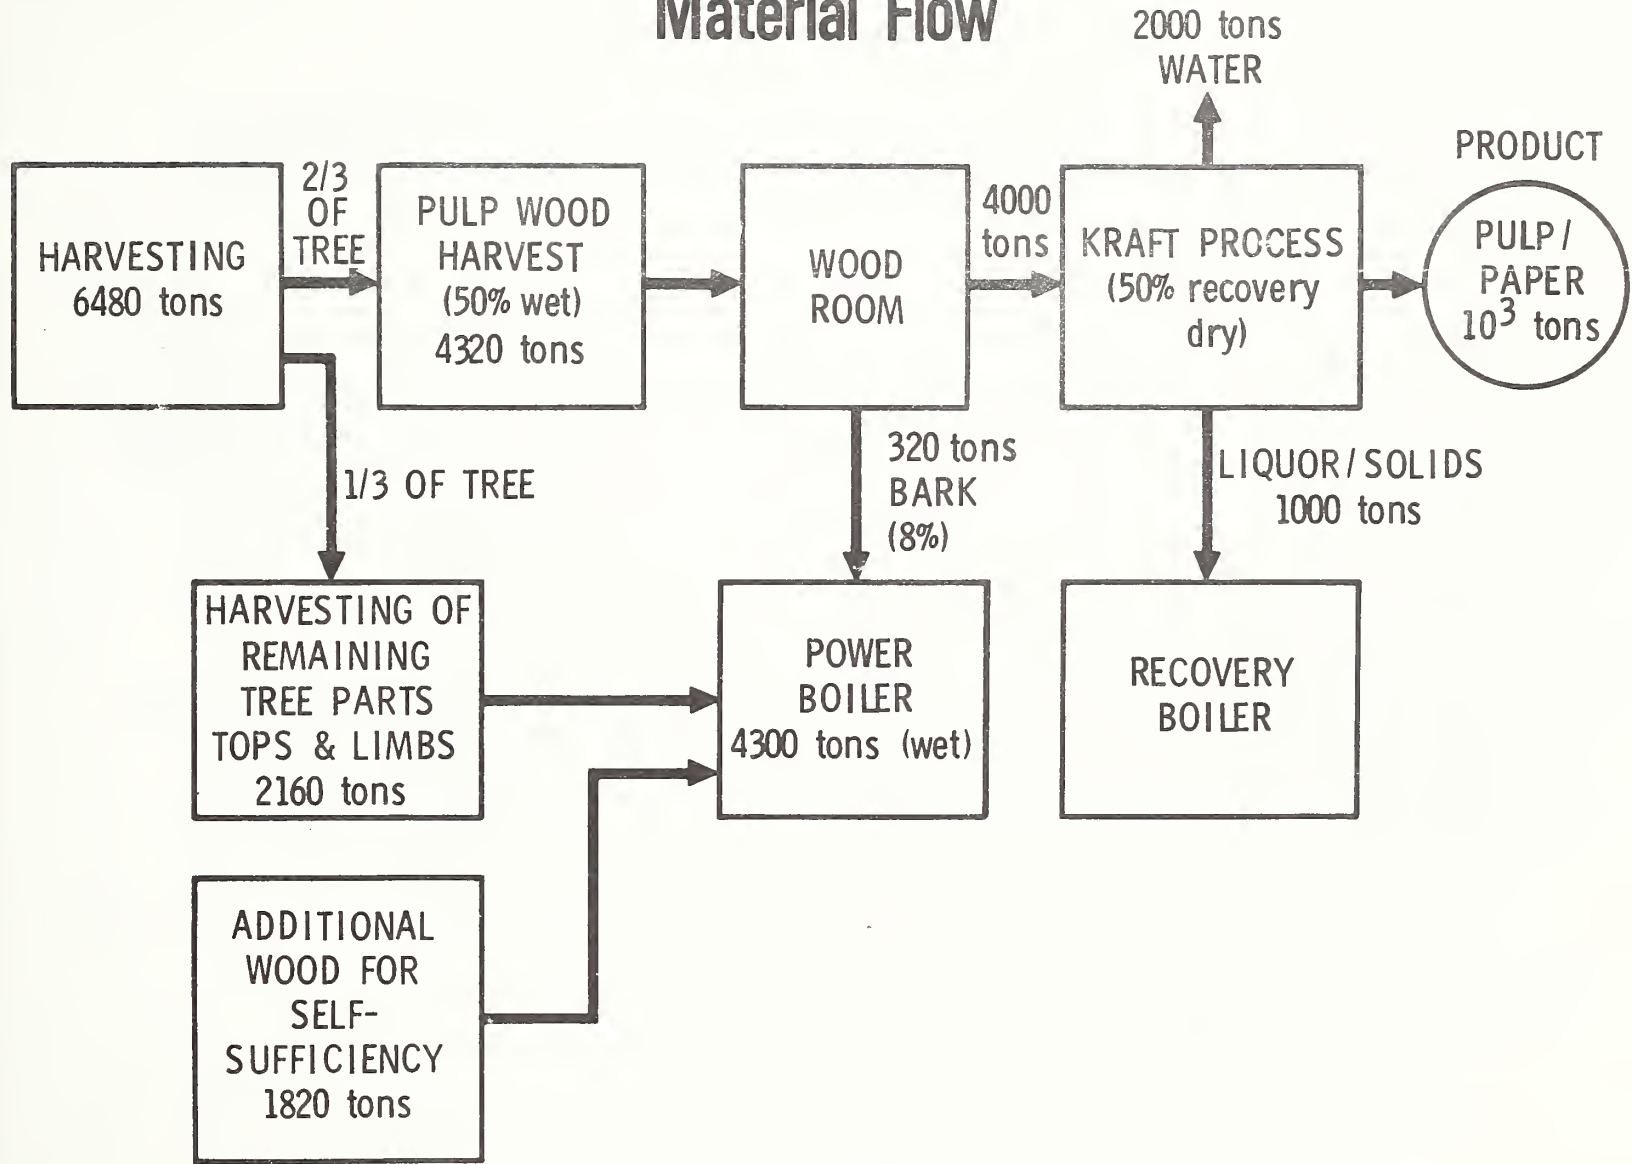 Material Flow
2000 tons
WATER
PRODUCT
HARVESTING
6480 tons
2/3
OF
TREE
PULP WOOD
HARVEST
(50% wet)
4320 tons
WOOD
ROOM
4000
tons
KRAFT PROCESS
(50% recovery
dry)
PULP/
PAPER
10³ tons
1/3 OF TREE
320 tons
BARK
(8%)
LIQUOR/SOLIDS
1000 tons
HARVESTING OF
REMAINING
TREE PARTS
TOPS & LIMBS
2160 tons
POWER
BOILER
4300 tons (wet)
RECOVERY
BOILER
ADDITIONAL
WOOD FOR
SELF-
SUFFICIENCY
1820 tons